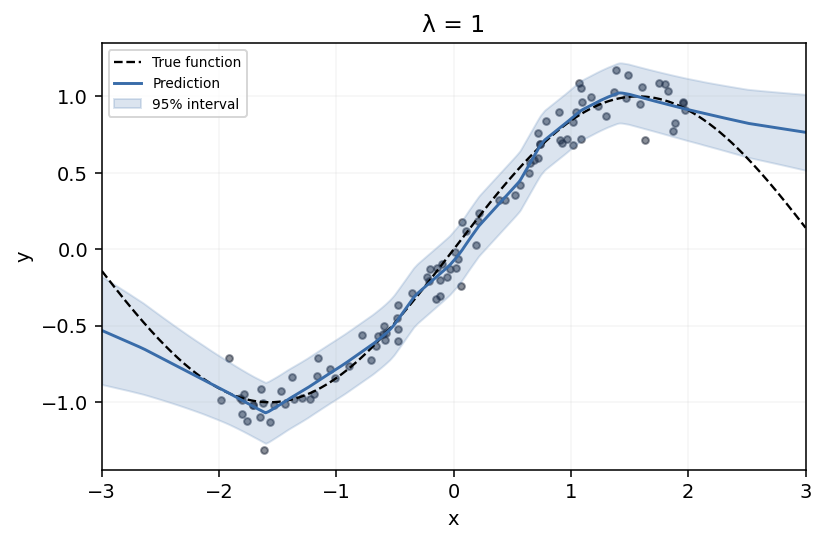 λ = 1
True function
Prediction
95% interval
y
1.0
0.5
0.0
−0.5
−1.0
−3 −2 −1 0 1 2 3
x